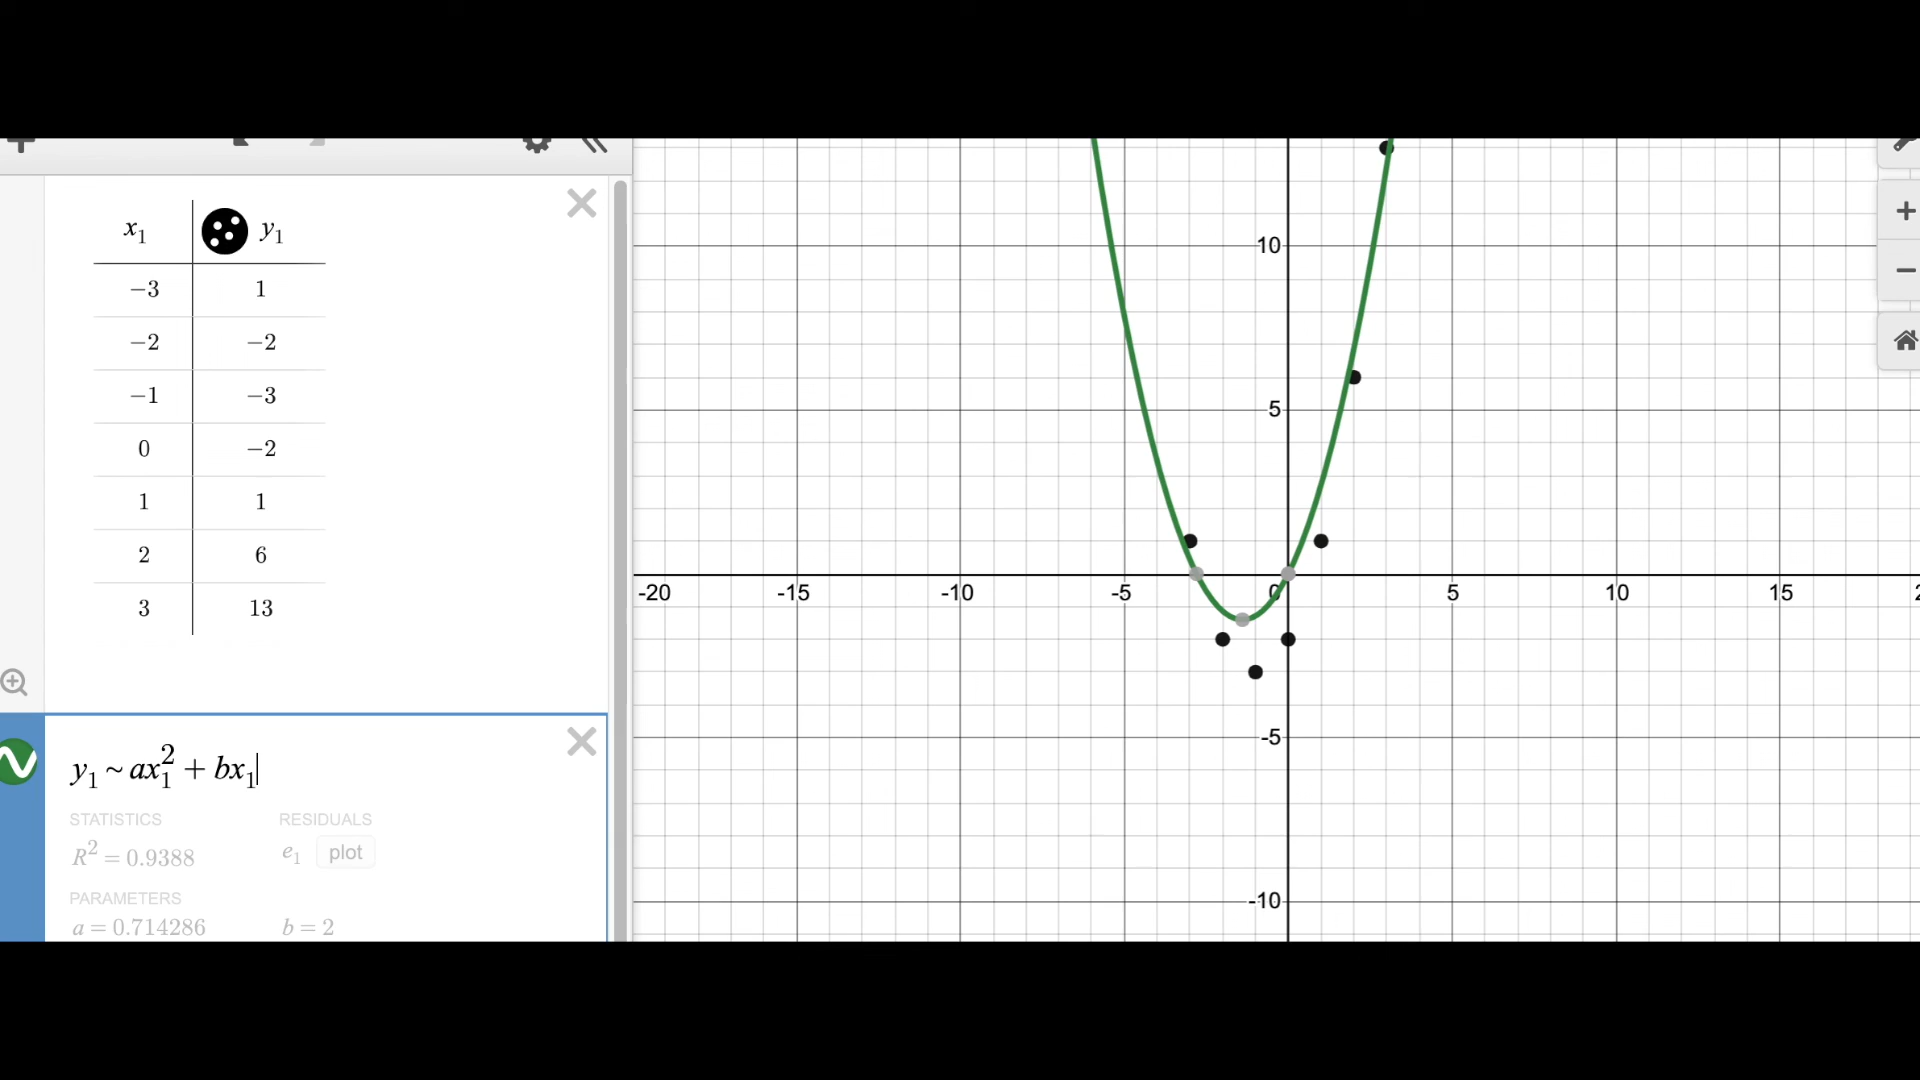 x₁ y₁
−3 1
−2 −2
−1 −3
0 −2
1 1
2 6
3 13
y₁ ~ ax₁² + bx₁
STATISTICS RESIDUALS
R² = 0.9388 e₁ plot
PARAMETERS
a = 0.714286 b = 2
10
5
-20 -15 -10 -5 0 5 10 15 2
-5
-10